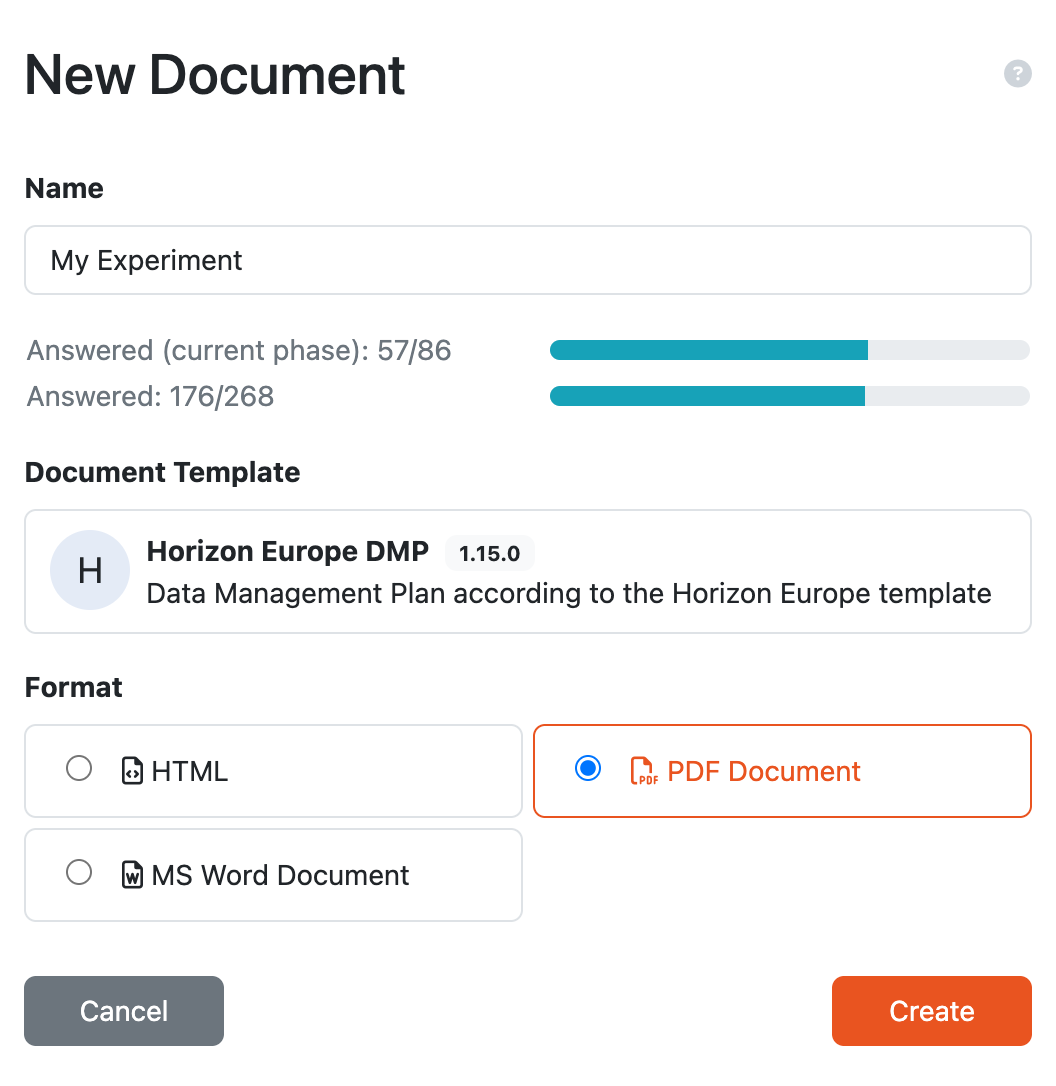 New Document
?
Name
My Experiment
Answered (current phase): 57/86
Answered: 176/268
Document Template
H
Horizon Europe DMP 1.15.0
Data Management Plan according to the Horizon Europe template
Format
HTML
PDF PDF Document
W MS Word Document
Cancel
Create